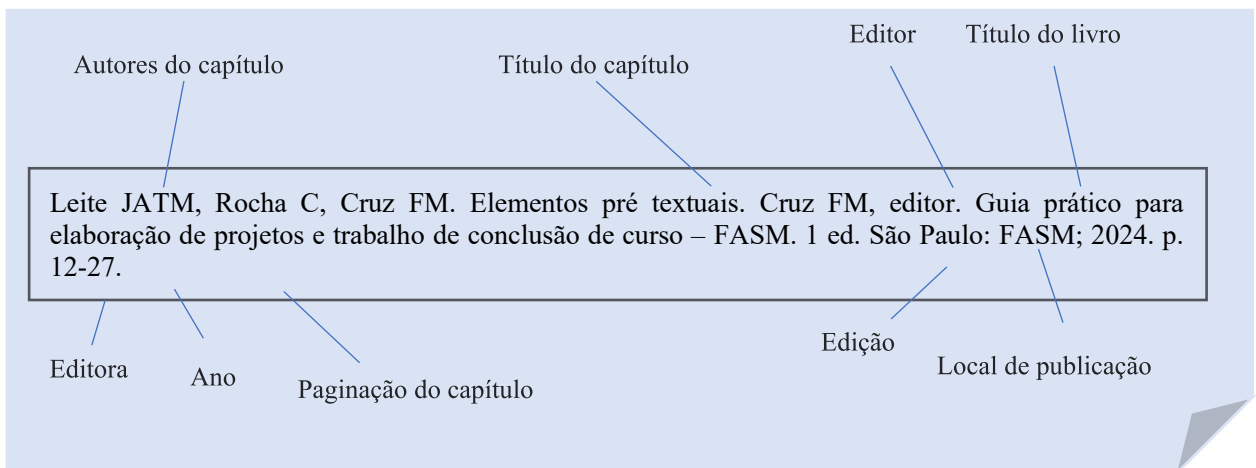 Editor
Título do livro
Autores do capítulo
Título do capítulo
Leite JATM, Rocha C, Cruz FM. Elementos pré textuais. Cruz FM, editor. Guia prático para
elaboração de projetos e trabalho de conclusão de curso – FASM. 1 ed. São Paulo: FASM; 2024. p.
12-27.
Editora
Ano
Paginação do capítulo
Edição
Local de publicação